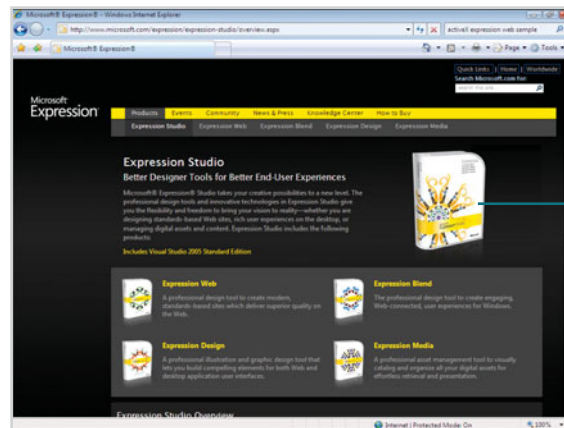 Microsoft® Expression® - Windows Internet Explorer
http://www.microsoft.com/expression/expression-studio/overview.aspx
activeX expression web sample
Microsoft® Expression®
Page
Tools
Quick Links | Home | Worldwide
Search Microsoft.com for:
Microsoft
Expression
Products Events Community News & Press Knowledge Center How to Buy
Expression Studio Expression Web Expression Blend Expression Design Expression Media
Expression Studio
Better Designer Tools for Better End-User Experiences
Microsoft® Expression® Studio takes your creative possibilities to a new level. The
professional design tools and innovative technologies in Expression Studio give
you the flexibility and freedom to bring your vision to reality—whether you are
designing standards-based Web sites, rich user experiences on the desktop, or
managing digital assets and content. Expression Studio includes the following
products:
Includes Visual Studio 2005 Standard Edition
Expression Web
A professional design tool to create modern,
standards-based sites which deliver superior quality on
the Web.
Expression Blend
The professional design tool to create engaging,
Web-connected, user experiences for Windows.
Expression Design
A professional illustration and graphic design tool that
lets you build compelling elements for both Web and
desktop application user interfaces.
Expression Media
A professional asset management tool to visually
catalog and organize all your digital assets for
effortless retrieval and presentation.
Expression Studio Overview
Internet | Protected Mode: On
100%